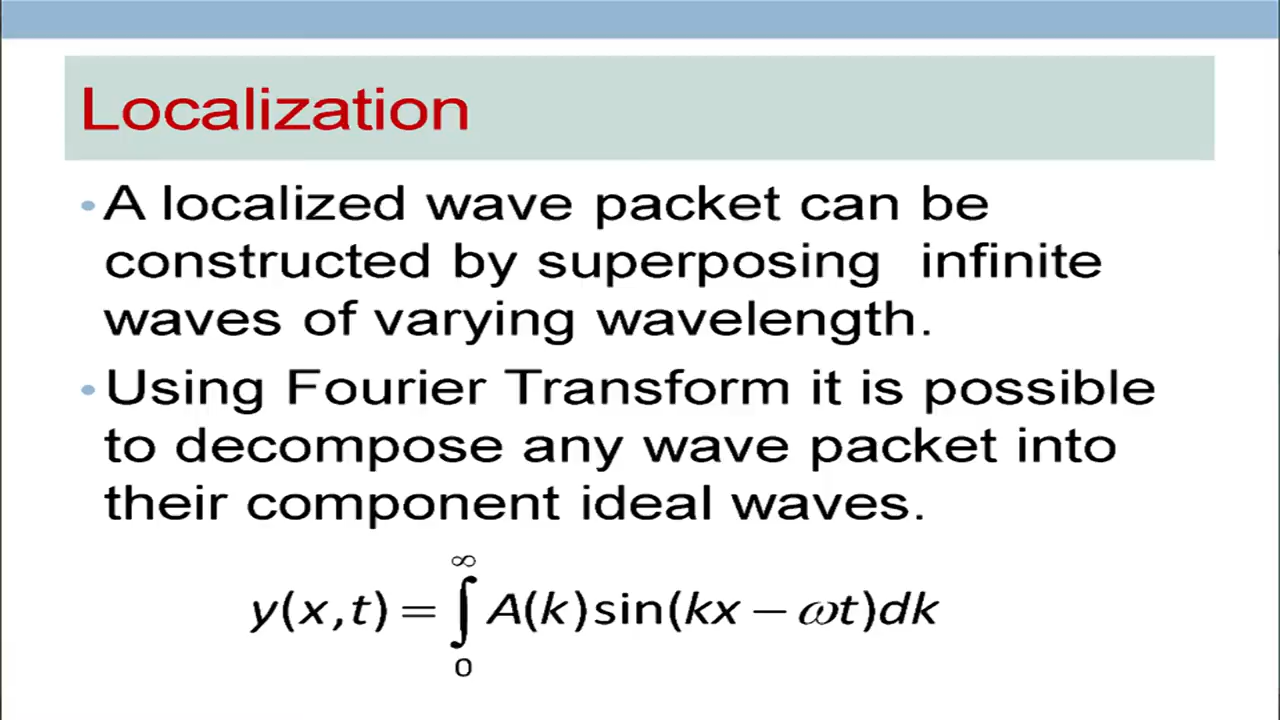 Localization
• A localized wave packet can be
constructed by superposing infinite
waves of varying wavelength.
• Using Fourier Transform it is possible
to decompose any wave packet into
their component ideal waves.
y(x,t) = ∫₀^∞ A(k) sin(kx − ωt)dk